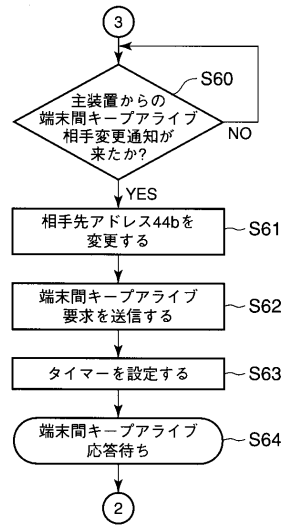 3
S60
主装置からの
端末間キープアライブ
相手変更通知が
来たか?
NO
YES
相手先アドレス44bを
変更する
S61
端末間キープアライブ
要求を送信する
S62
タイマーを設定する
S63
端末間キープアライブ
応答待ち
S64
2